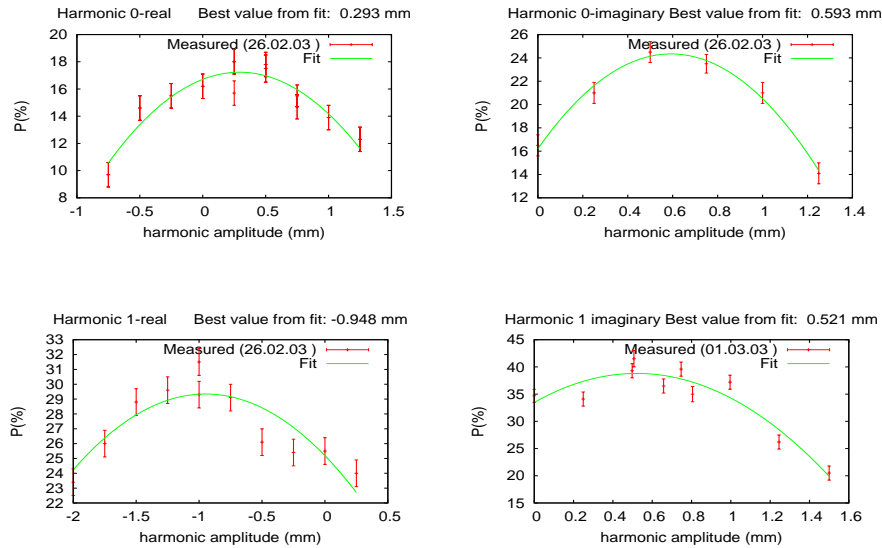 Harmonic 0-real Best value from fit: 0.293 mm
Measured (26.02.03 )
Fit
P(%)
20
18
16
14
12
10
8
-1 -0.5 0 0.5 1 1.5
harmonic amplitude (mm)
Harmonic 0-imaginary Best value from fit: 0.593 mm
Measured (26.02.03 )
Fit
P(%)
26
24
22
20
18
16
14
12
0 0.2 0.4 0.6 0.8 1 1.2 1.4
harmonic amplitude (mm)
Harmonic 1-real Best value from fit: -0.948 mm
Measured (26.02.03 )
Fit
P(%)
33
32
31
30
29
28
27
26
25
24
23
22
-2 -1.5 -1 -0.5 0 0.5
harmonic amplitude (mm)
Harmonic 1 imaginary Best value from fit: 0.521 mm
Measured (01.03.03 )
Fit
P(%)
45
40
35
30
25
20
15
0 0.2 0.4 0.6 0.8 1 1.2 1.4 1.6
harmonic amplitude (mm)